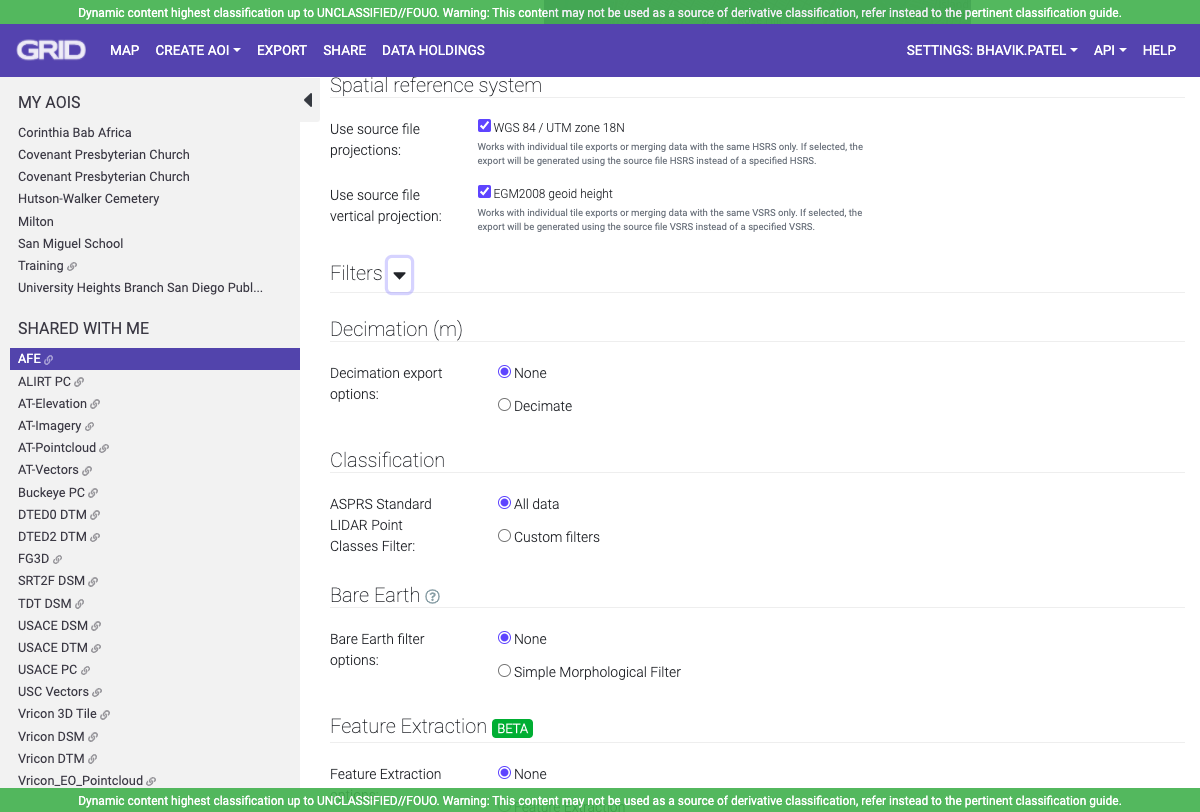 Dynamic content highest classification up to UNCLASSIFIED//FOUO. Warning: This content may not be used as a source of derivative classification, refer instead to the pertinent classification guide.
GRID MAP CREATE AOI EXPORT SHARE DATA HOLDINGS SETTINGS: BHAVIK.PATEL API HELP
MY AOIS
Corinthia Bab Africa
Covenant Presbyterian Church
Covenant Presbyterian Church
Hutson-Walker Cemetery
Milton
San Miguel School
Training
University Heights Branch San Diego Publ...
SHARED WITH ME
AFE
ALIRT PC
AT-Elevation
AT-Imagery
AT-Pointcloud
AT-Vectors
Buckeye PC
DTED0 DTM
DTED2 DTM
FG3D
SRT2F DSM
TDT DSM
USACE DSM
USACE DTM
USACE PC
USC Vectors
Vricon 3D Tile
Vricon DSM
Vricon DTM
Vricon_EO_Pointcloud
Spatial reference system
Use source file
projections:
WGS 84 / UTM zone 18N
Works with individual tile exports or merging data with the same HSRS only. If selected, the
export will be generated using the source file HSRS instead of a specified HSRS.
Use source file
vertical projection:
EGM2008 geoid height
Works with individual tile exports or merging data with the same VSRS only. If selected, the
export will be generated using the source file VSRS instead of a specified VSRS.
Filters
Decimation (m)
Decimation export
options:
None
Decimate
Classification
ASPRS Standard
LIDAR Point
Classes Filter:
All data
Custom filters
Bare Earth ?
Bare Earth filter
options:
None
Simple Morphological Filter
Feature Extraction BETA
Feature Extraction
options:
None
Feature Extraction
Dynamic content highest classification up to UNCLASSIFIED//FOUO. Warning: This content may not be used as a source of derivative classification, refer instead to the pertinent classification guide.